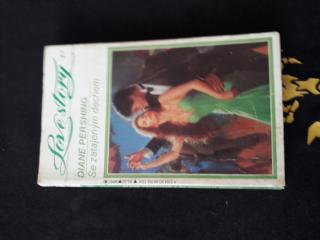 Love story
DIANE PERSHING
Se zatajeným dechem